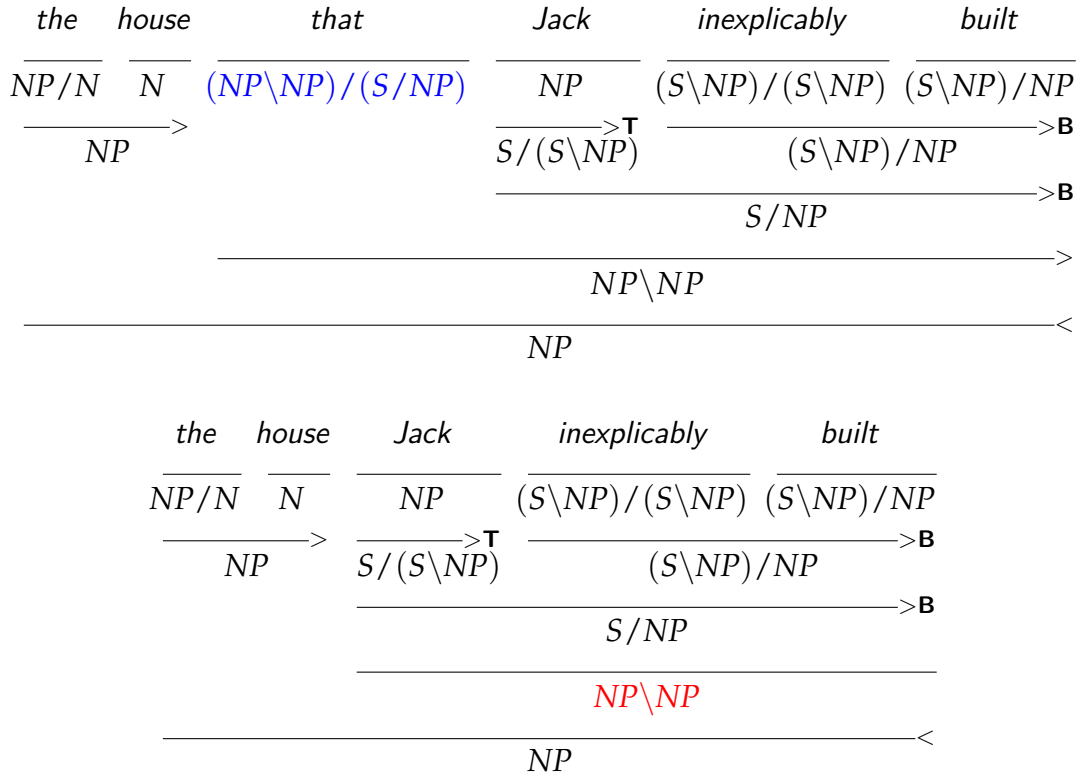 the house that Jack inexplicably built
NP/N N (NP\NP)/(S/NP) NP (S\NP)/(S\NP) (S\NP)/NP
> >T >B
NP S/(S\NP) (S\NP)/NP
>B
S/NP
>
NP\NP
<
NP
the house Jack inexplicably built
NP/N N NP (S\NP)/(S\NP) (S\NP)/NP
> >T >B
NP S/(S\NP) (S\NP)/NP
>B
S/NP
NP\NP
<
NP